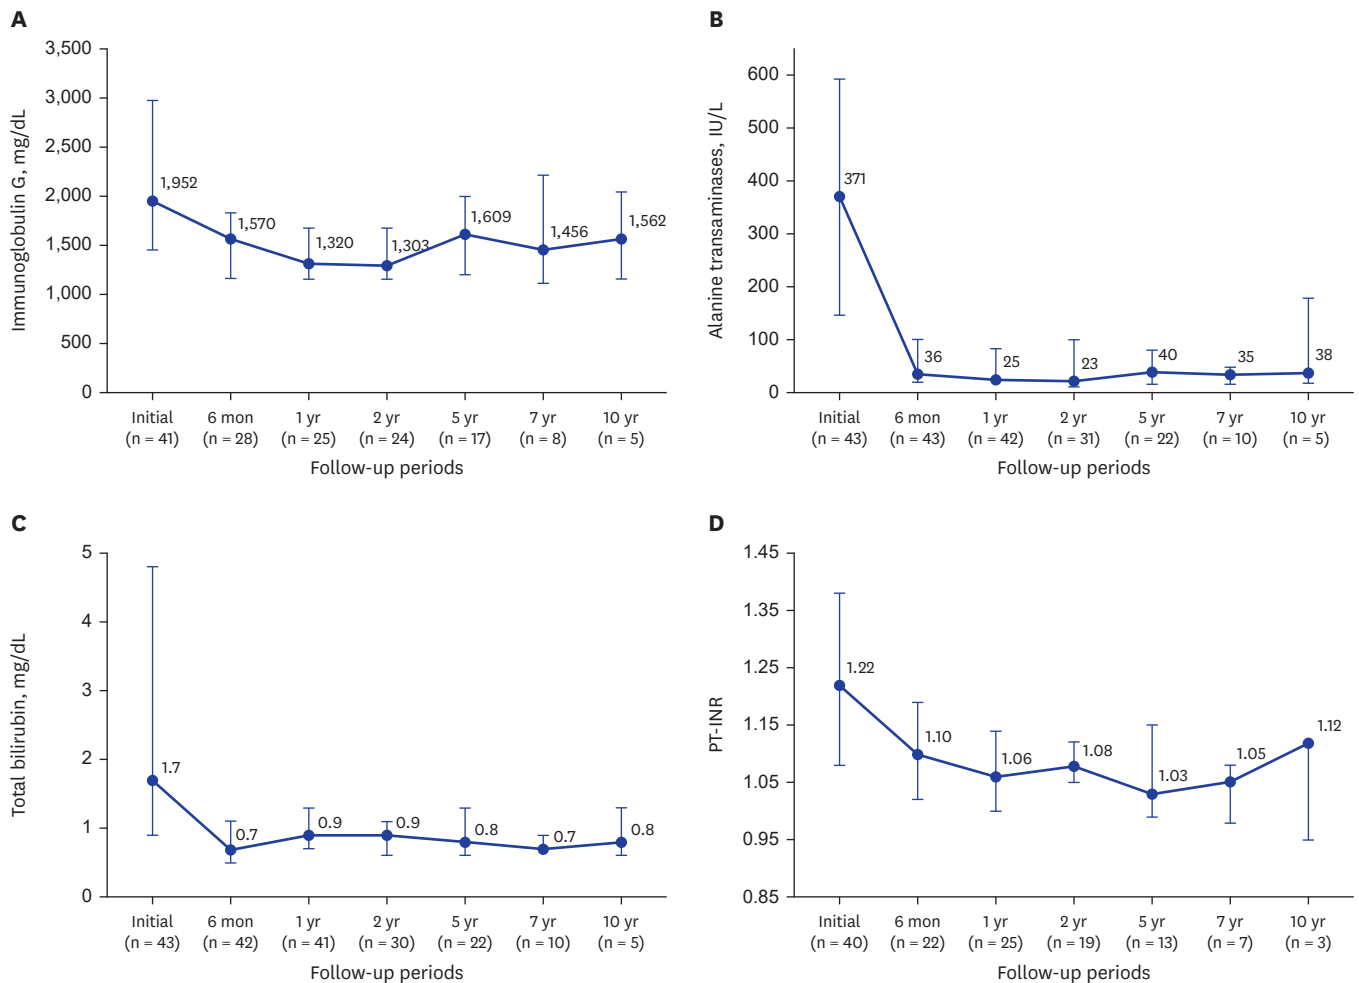 A
Immunoglobulin G, mg/dL
3,500
3,000
2,500
2,000
1,500
1,000
500
0
1,952
1,570
1,320
1,303
1,609
1,456
1,562
Initial 6 mon 1 yr 2 yr 5 yr 7 yr 10 yr
(n = 41) (n = 28) (n = 25) (n = 24) (n = 17) (n = 8) (n = 5)
Follow-up periods
B
Alanine transaminases, IU/L
600
500
400
300
200
100
0
371
36
25
23
40
35
38
Initial 6 mon 1 yr 2 yr 5 yr 7 yr 10 yr
(n = 43) (n = 43) (n = 42) (n = 31) (n = 22) (n = 10) (n = 5)
Follow-up periods
C
Total bilirubin, mg/dL
5
4
3
2
1
0
1.7
0.7
0.9
0.9
0.8
0.7
0.8
Initial 6 mon 1 yr 2 yr 5 yr 7 yr 10 yr
(n = 43) (n = 42) (n = 41) (n = 30) (n = 22) (n = 10) (n = 5)
Follow-up periods
D
PT-INR
1.45
1.35
1.25
1.15
1.05
0.95
0.85
1.22
1.10
1.06
1.08
1.03
1.05
1.12
Initial 6 mon 1 yr 2 yr 5 yr 7 yr 10 yr
(n = 40) (n = 22) (n = 25) (n = 19) (n = 13) (n = 7) (n = 3)
Follow-up periods